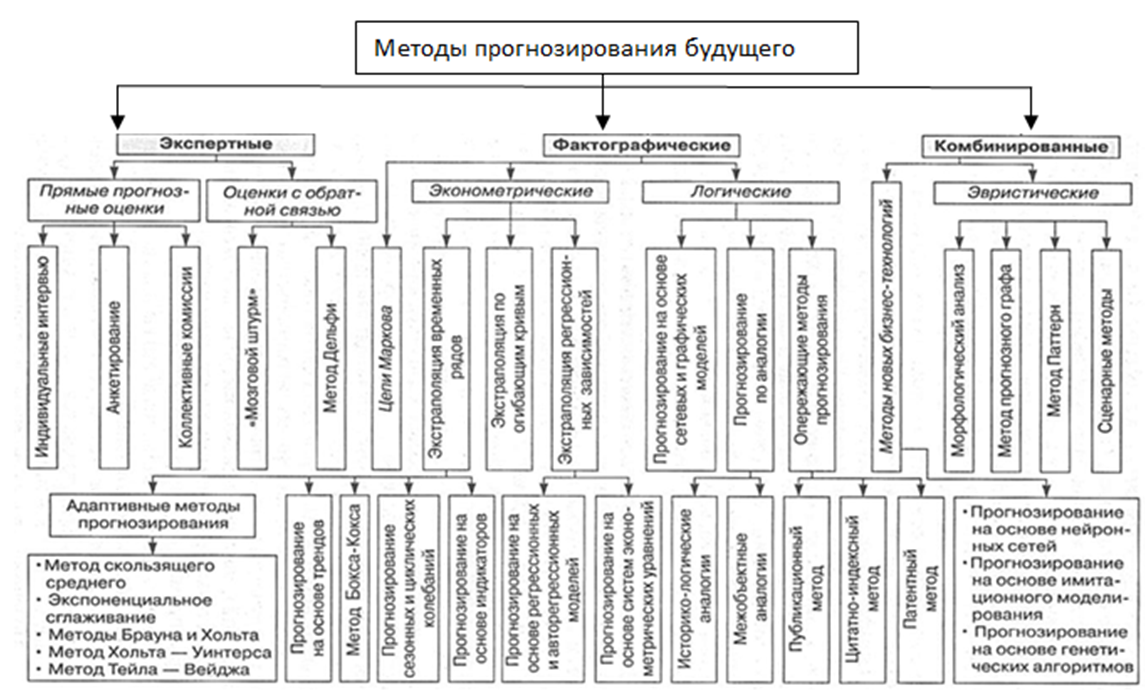 Методы прогнозирования будущего
Экспертные
Фактографические
Комбинированные
Прямые прогноз-
ные оценки
Оценки с обрат-
ной связью
Эконометрические
Логические
Эвристические
Индивидуальные интервью
Анкетирование
Коллективные комиссии
«Мозговой штурм»
Метод Дельфи
Цепи Маркова
Экстраполяция временных
рядов
Экстраполяция по
огибающим кривым
Экстраполяция регрессион-
ных зависимостей
Прогнозирование на основе
сетевых и графических
моделей
Прогнозирование
по аналогии
Опережающие методы
прогнозирования
Методы новых бизнес-технологий
Морфологический анализ
Метод прогнозного графа
Метод Паттерн
Сценарные методы
Адаптивные методы
прогнозирования
• Метод скользящего
среднего
• Экспоненциальное
сглаживание
• Методы Брауна и Хольта
• Метод Хольта — Уинтерса
• Метод Тейла — Вейджа
Прогнозирование
на основе трендов
Метод Бокса-Кокса
Прогнозирование
сезонных и циклических
колебаний
Прогнозирование на
основе индикаторов
Прогнозирование на
основе регрессионных
и авторегрессионных
моделей
Прогнозирование на
основе систем эконо-
метрических уравнений
Историко-логические
аналогии
Межобъектные
аналогии
Публикационный
метод
Цитатно-индексный
метод
Патентный
метод
• Прогнозирование
на основе нейрон-
ных сетей
• Прогнозирование
на основе имита-
ционного модели-
рования
• Прогнозирование
на основе генети-
ческих алгоритмов